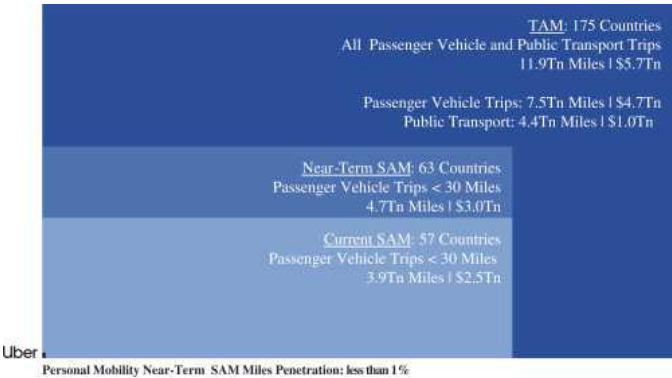 TAM: 175 Countries
All Passenger Vehicle and Public Transport Trips
11.9Tn Miles | $5.7Tn
Passenger Vehicle Trips: 7.5Tn Miles | $4.7Tn
Public Transport: 4.4Tn Miles | $1.0Tn
Near-Term SAM: 63 Countries
Passenger Vehicle Trips < 30 Miles
4.7Tn Miles | $3.0Tn
Current SAM: 57 Countries
Passenger Vehicle Trips < 30 Miles
3.9Tn Miles | $2.5Tn
Uber
Personal Mobility Near-Term SAM Miles Penetration: less than 1%